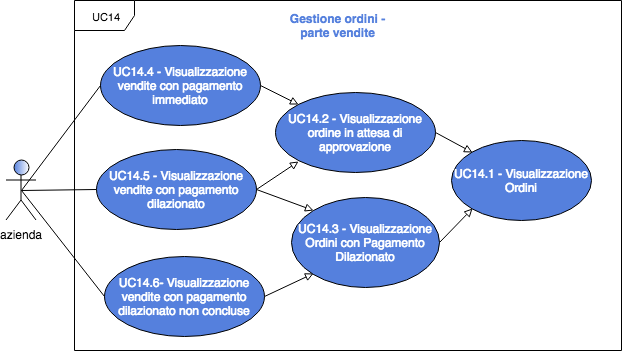 UC14
Gestione ordini -
parte vendite
UC14.4 - Visualizzazione
vendite con pagamento
immediato
UC14.2 - Visualizzazione
ordine in attesa di
approvazione
UC14.1 - Visualizzazione
Ordini
UC14.5 - Visualizzazione
vendite con pagamento
dilazionato
UC14.3 - Visualizzazione
Ordini con Pagamento
Dilazionato
azienda
UC14.6- Visualizzazione
vendite con pagamento
dilazionato non concluse